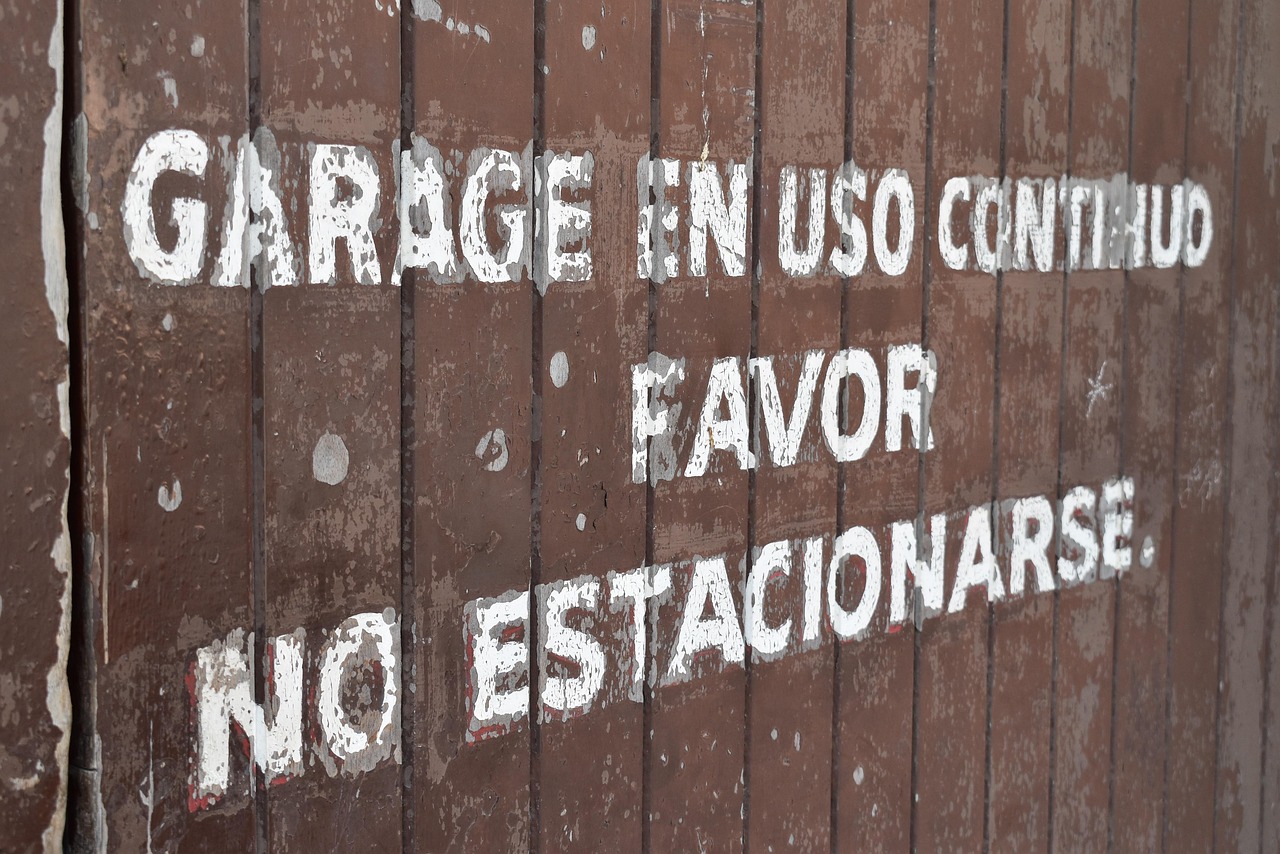 GARAGE EN USO CONTINUO
FAVOR
NO ESTACIONARSE.